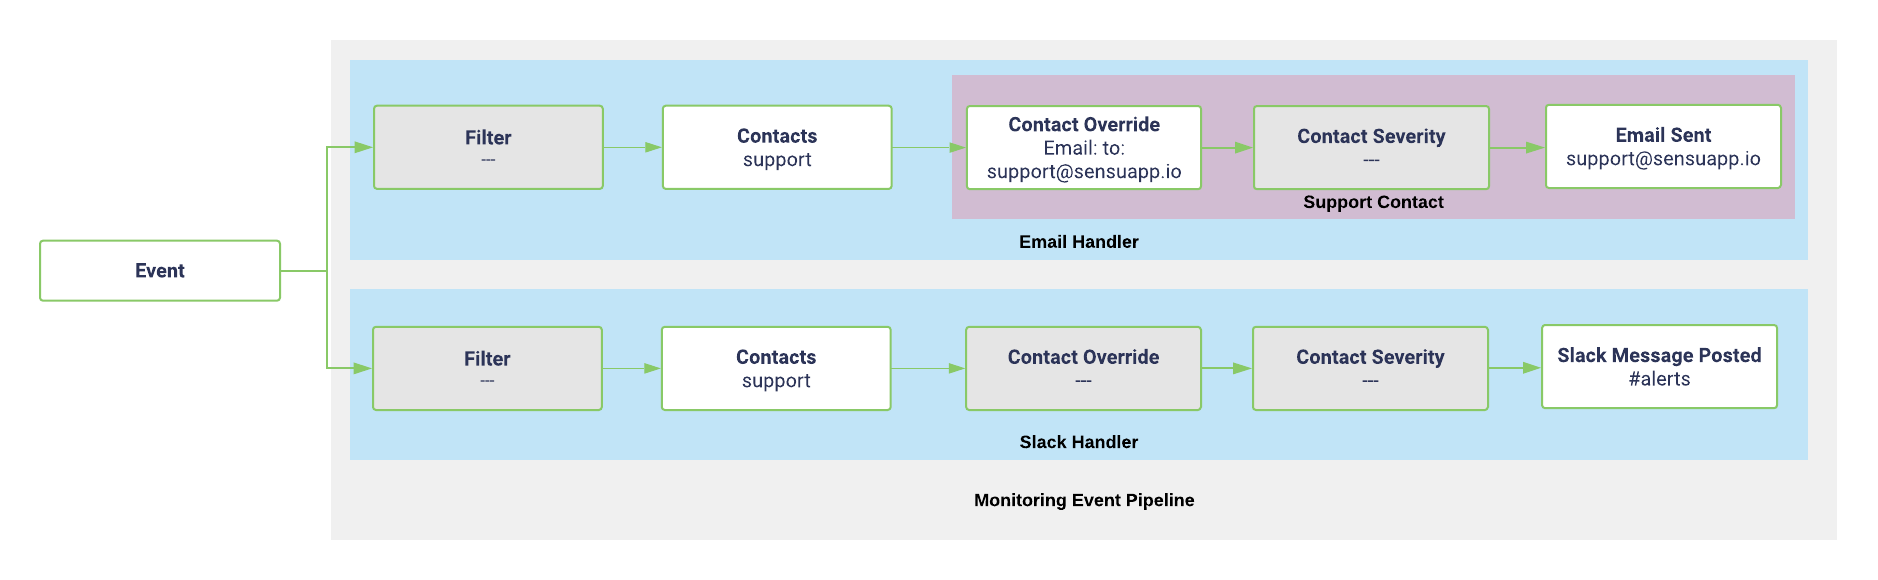 Event
Filter
---
Contacts
support
Contact Override
Email: to:
support@sensuapp.io
Contact Severity
---
Email Sent
support@sensuapp.io
Support Contact
Email Handler
Filter
---
Contacts
support
Contact Override
---
Contact Severity
---
Slack Message Posted
#alerts
Slack Handler
Monitoring Event Pipeline